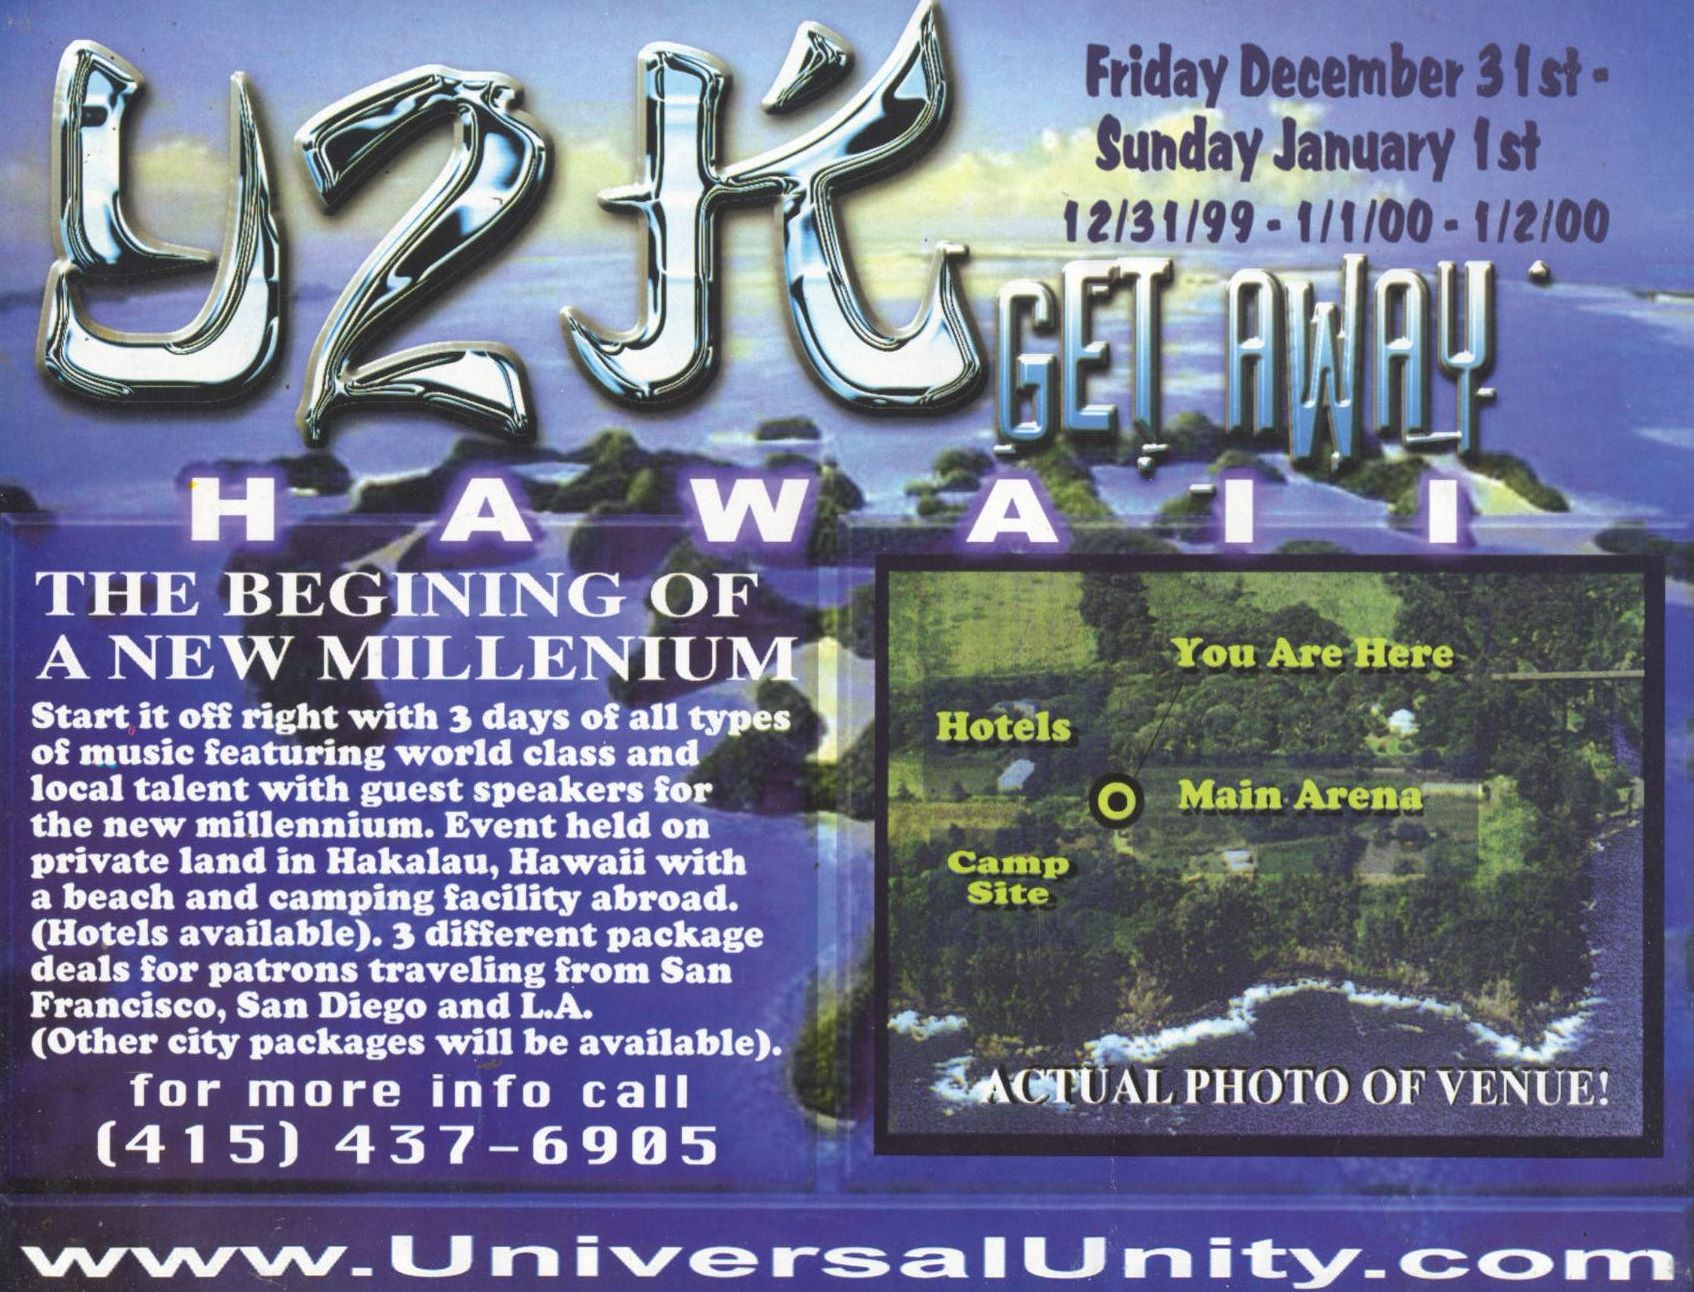 Y2K
Friday December 31st -
Sunday January 1st
12/31/99 - 1/1/00 - 1/2/00
GET AWAY
HAWAII
THE BEGINING OF
A NEW MILLENIUM
Start it off right with 3 days of all types
of music featuring world class and
local talent with guest speakers for
the new millennium. Event held on
private land in Hakalau, Hawaii with
a beach and camping facility abroad.
(Hotels available). 3 different package
deals for patrons traveling from San
Francisco, San Diego and L.A.
(Other city packages will be available).
for more info call
(415) 437-6905
You Are Here
Hotels
Main Arena
Camp
Site
ACTUAL PHOTO OF VENUE!
www.UniversalUnity.com